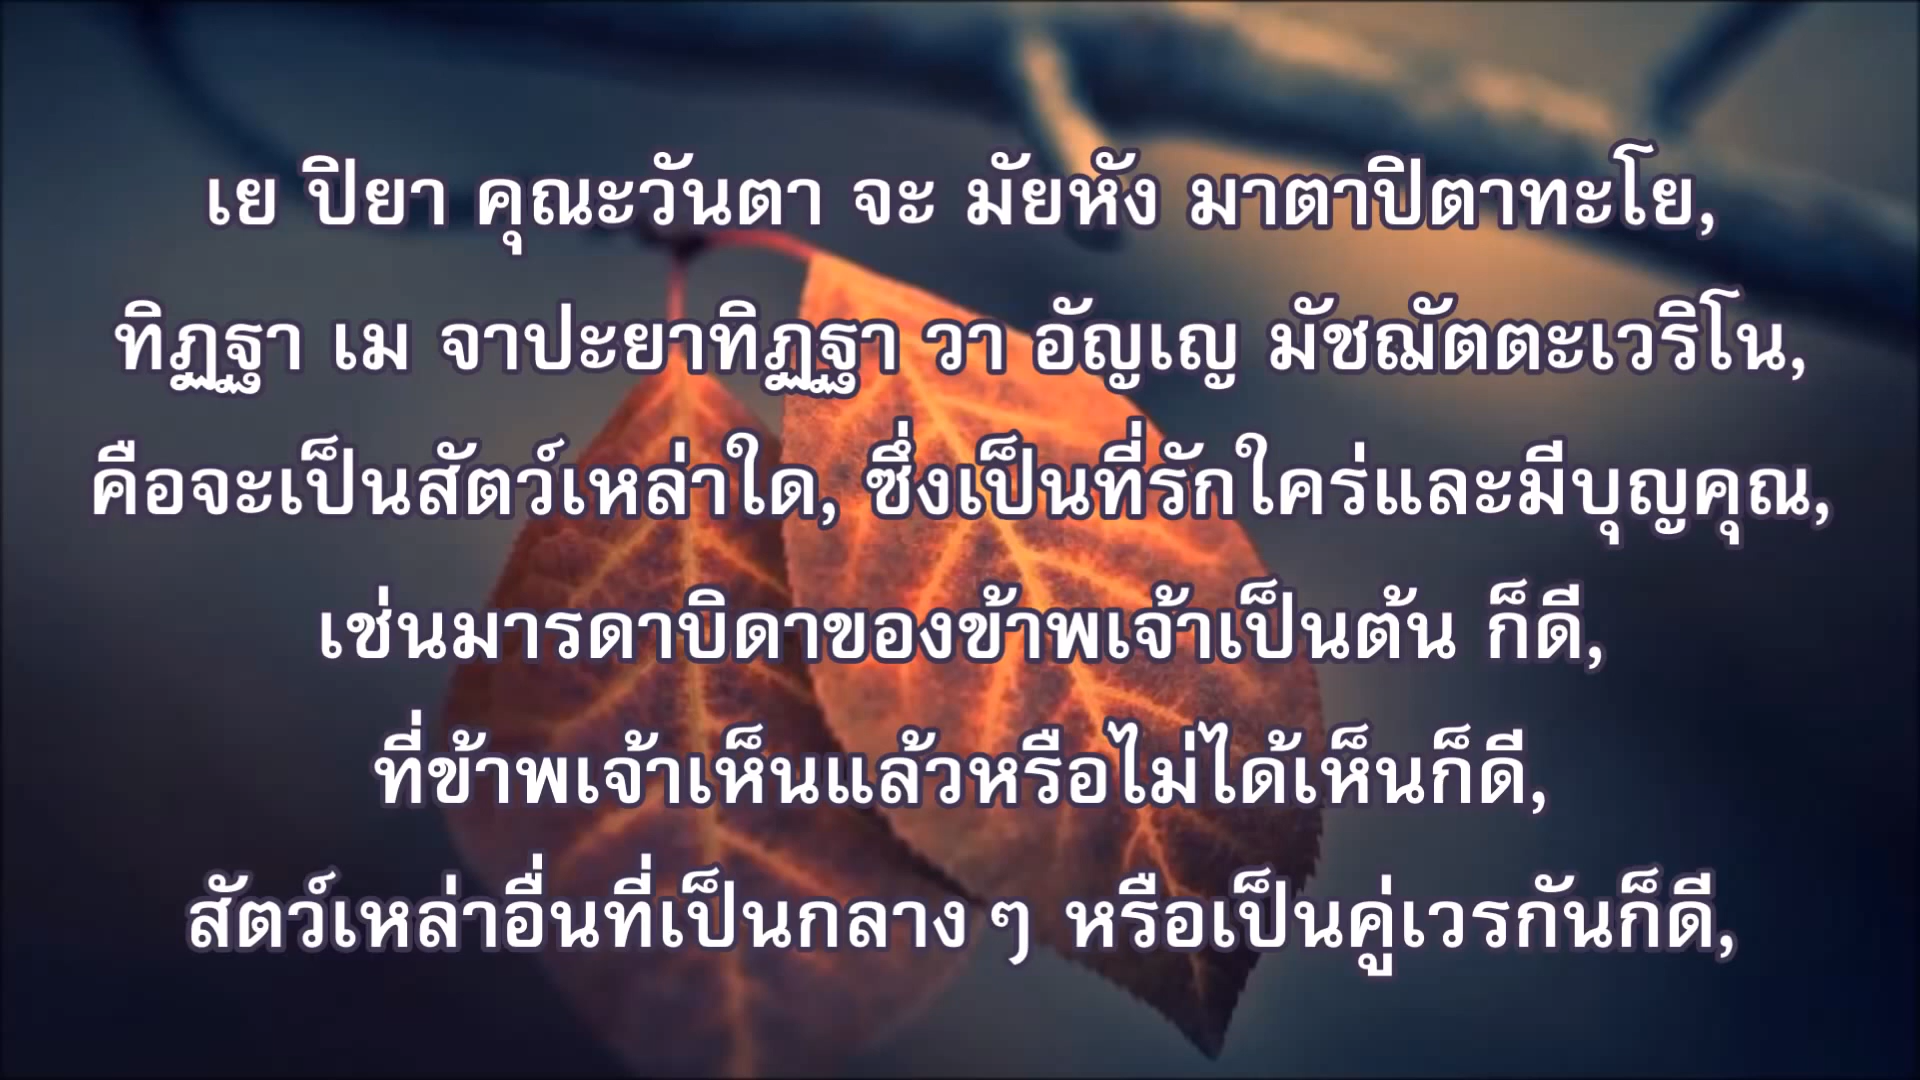 เย ปิยา คุณะวันตา จะ มัยหัง มาตาปิตาทะโย,
ทิฏฐา เม จาปะยาทิฏฐา วา อัญเญ มัชฌัตตะเวริโน,
คือจะเป็นสัตว์เหล่าใด, ซึ่งเป็นที่รักใคร่และมีบุญคุณ,
เช่นมารดาบิดาของข้าพเจ้าเป็นต้น ก็ดี,
ที่ข้าพเจ้าเห็นแล้วหรือไม่ได้เห็นก็ดี,
สัตว์เหล่าอื่นที่เป็นกลาง ๆ หรือเป็นคู่เวรกันก็ดี,